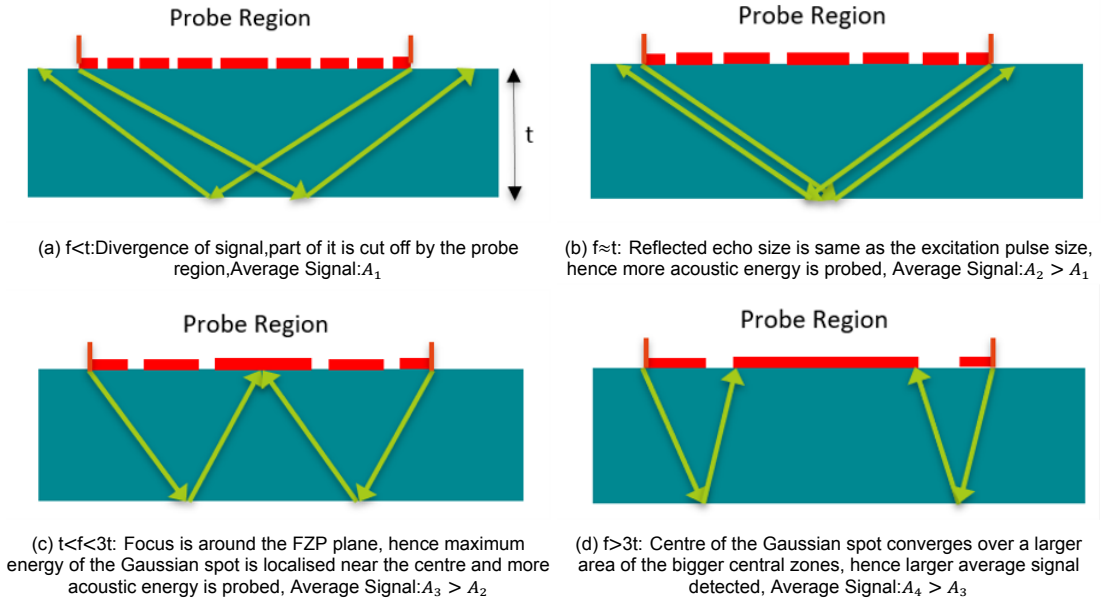 Probe Region
t
(a) f<t:Divergence of signal,part of it is cut off by the probe
region,Average Signal:A₁
Probe Region
(b) f≈t: Reflected echo size is same as the excitation pulse size,
hence more acoustic energy is probed, Average Signal:A₂ > A₁
Probe Region
(c) t<f<3t: Focus is around the FZP plane, hence maximum
energy of the Gaussian spot is localised near the centre and more
acoustic energy is probed, Average Signal:A₃ > A₂
Probe Region
(d) f>3t: Centre of the Gaussian spot converges over a larger
area of the bigger central zones, hence larger average signal
detected, Average Signal:A₄ > A₃